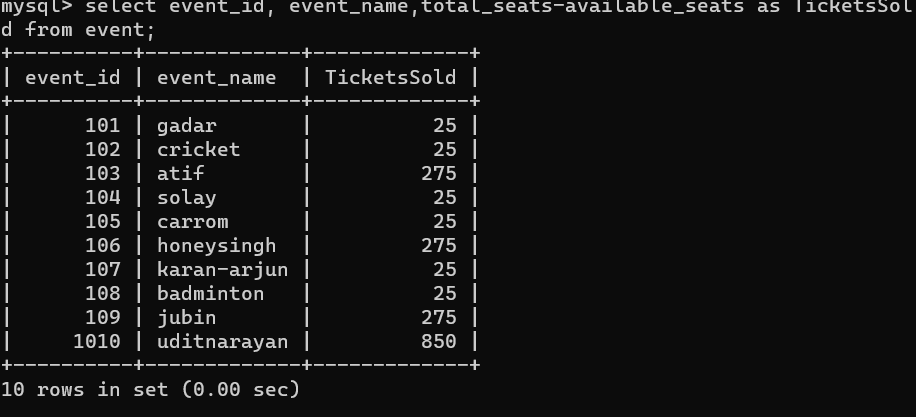 mysql> select event_id, event_name,total_seats-available_seats as TicketsSol
d from event;
+----------+-------------+-------------+
| event_id | event_name  | TicketsSold |
+----------+-------------+-------------+
|      101 | gadar       |          25 |
|      102 | cricket     |          25 |
|      103 | atif        |         275 |
|      104 | solay       |          25 |
|      105 | carrom      |          25 |
|      106 | honeysingh  |         275 |
|      107 | karan-arjun |          25 |
|      108 | badminton   |          25 |
|      109 | jubin       |         275 |
|     1010 | uditnarayan |         850 |
+----------+-------------+-------------+
10 rows in set (0.00 sec)